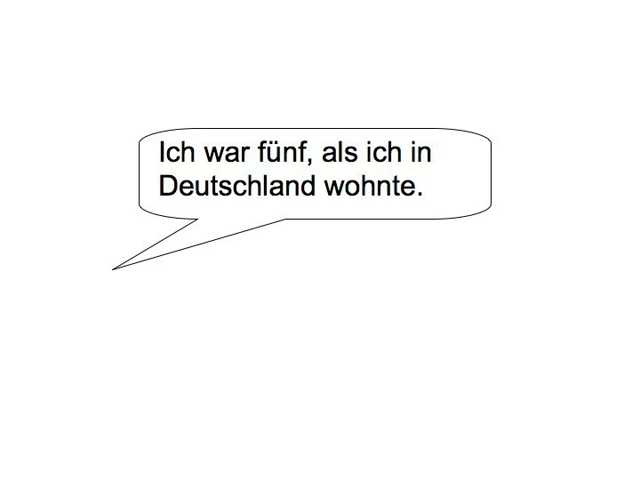 Ich war fünf, als ich in
Deutschland wohnte.